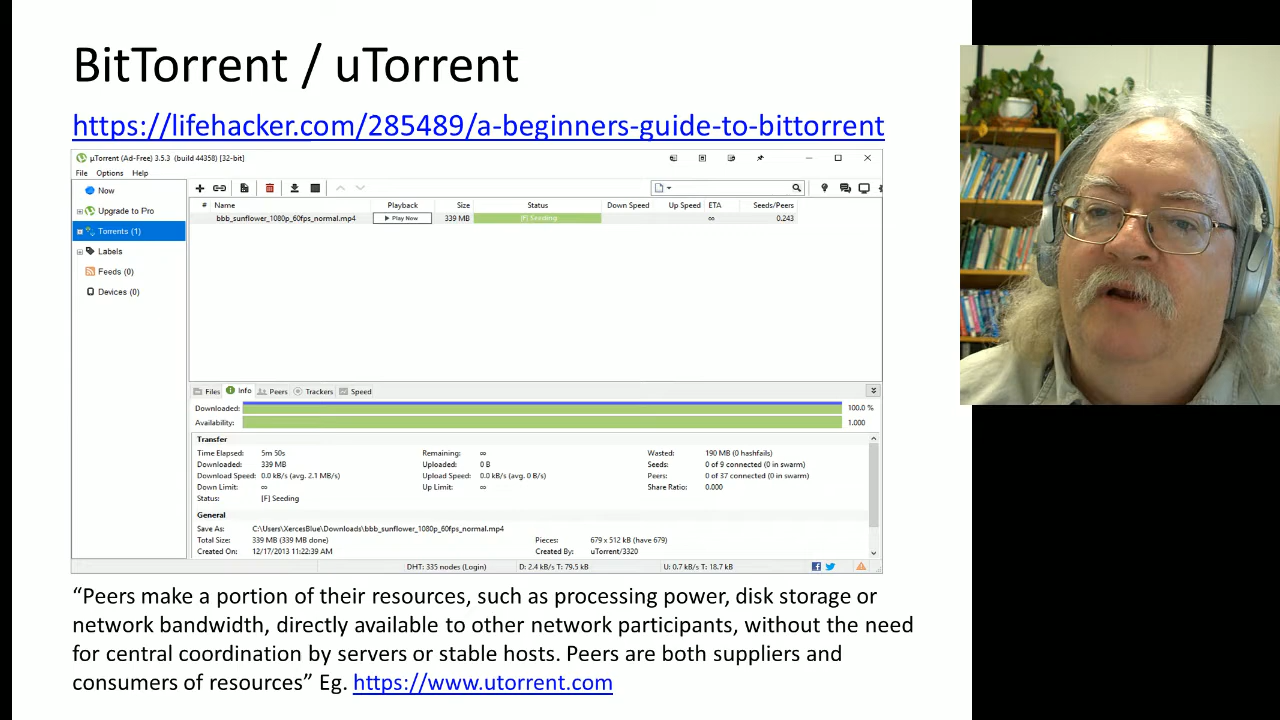 BitTorrent / uTorrent
https://lifehacker.com/285489/a-beginners-guide-to-bittorrent
µTorrent (Ad-Free) 3.5.3 (build 44358) [32-bit]
File Options Help
Now
Upgrade to Pro
Torrents (1)
Labels
Feeds (0)
Devices (0)
# Name Playback Size Status Down Speed Up Speed ETA Seeds/Peers
bbb_sunflower_1080p_60fps_normal.mp4 Play Now 339 MB [F] Seeding ∞ 0.243
Files Info Peers Trackers Speed
Downloaded: 100.0 %
Availability: 1.000
Transfer
Time Elapsed: 5m 50s Remaining: ∞ Wasted: 190 MB (0 hashfails)
Downloaded: 339 MB Uploaded: 0 B Seeds: 0 of 9 connected (0 in swarm)
Download Speed: 0.0 kB/s (avg. 2.1 MB/s) Upload Speed: 0.0 kB/s (avg. 0 B/s) Peers: 0 of 37 connected (0 in swarm)
Down Limit: ∞ Up Limit: ∞ Share Ratio: 0.000
Status: [F] Seeding
General
Save As: C:\Users\XercesBlue\Downloads\bbb_sunflower_1080p_60fps_normal.mp4
Total Size: 339 MB (339 MB done) Pieces: 679 x 512 kB (have 679)
Created On: 12/17/2013 11:22:39 AM Created By: uTorrent/3320
DHT: 335 nodes (Login) D: 2.4 kB/s T: 79.5 kB U: 0.7 kB/s T: 18.7 kB
“Peers make a portion of their resources, such as processing power, disk storage or
network bandwidth, directly available to other network participants, without the need
for central coordination by servers or stable hosts. Peers are both suppliers and
consumers of resources” Eg. https://www.utorrent.com